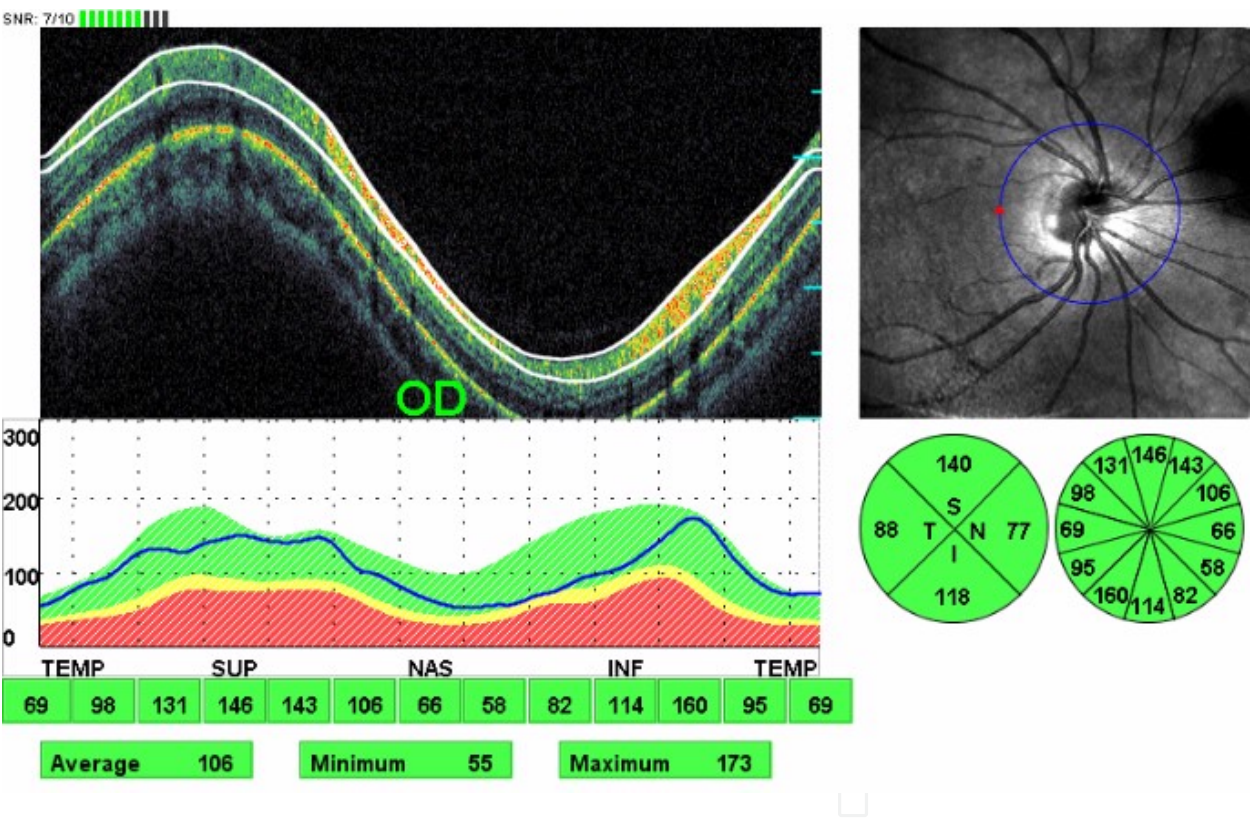 SNR: 7/10
OD
300
200
100
0
TEMP SUP NAS INF TEMP
69 98 131 146 143 106 66 58 82 114 160 95 69
Average 106 Minimum 55 Maximum 173
140
S
88 T N 77
I
118
146
131 143
98 106
69 66
95 58
160 114 82